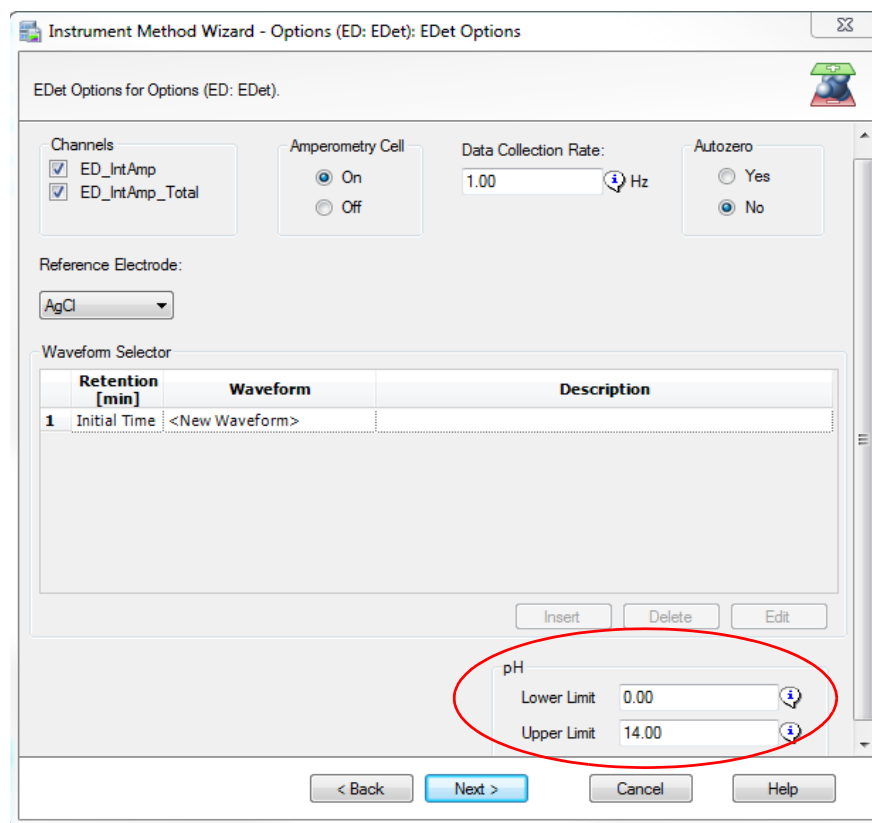 Instrument Method Wizard - Options (ED: EDet): EDet Options
EDet Options for Options (ED: EDet).
Channels
ED_IntAmp
ED_IntAmp_Total
Amperometry Cell
On
Off
Data Collection Rate:
1.00 Hz
Autozero
Yes
No
Reference Electrode:
AgCl
Waveform Selector
Retention [min] Waveform Description
1 Initial Time <New Waveform>
Insert Delete Edit
pH
Lower Limit 0.00
Upper Limit 14.00
< Back Next > Cancel Help